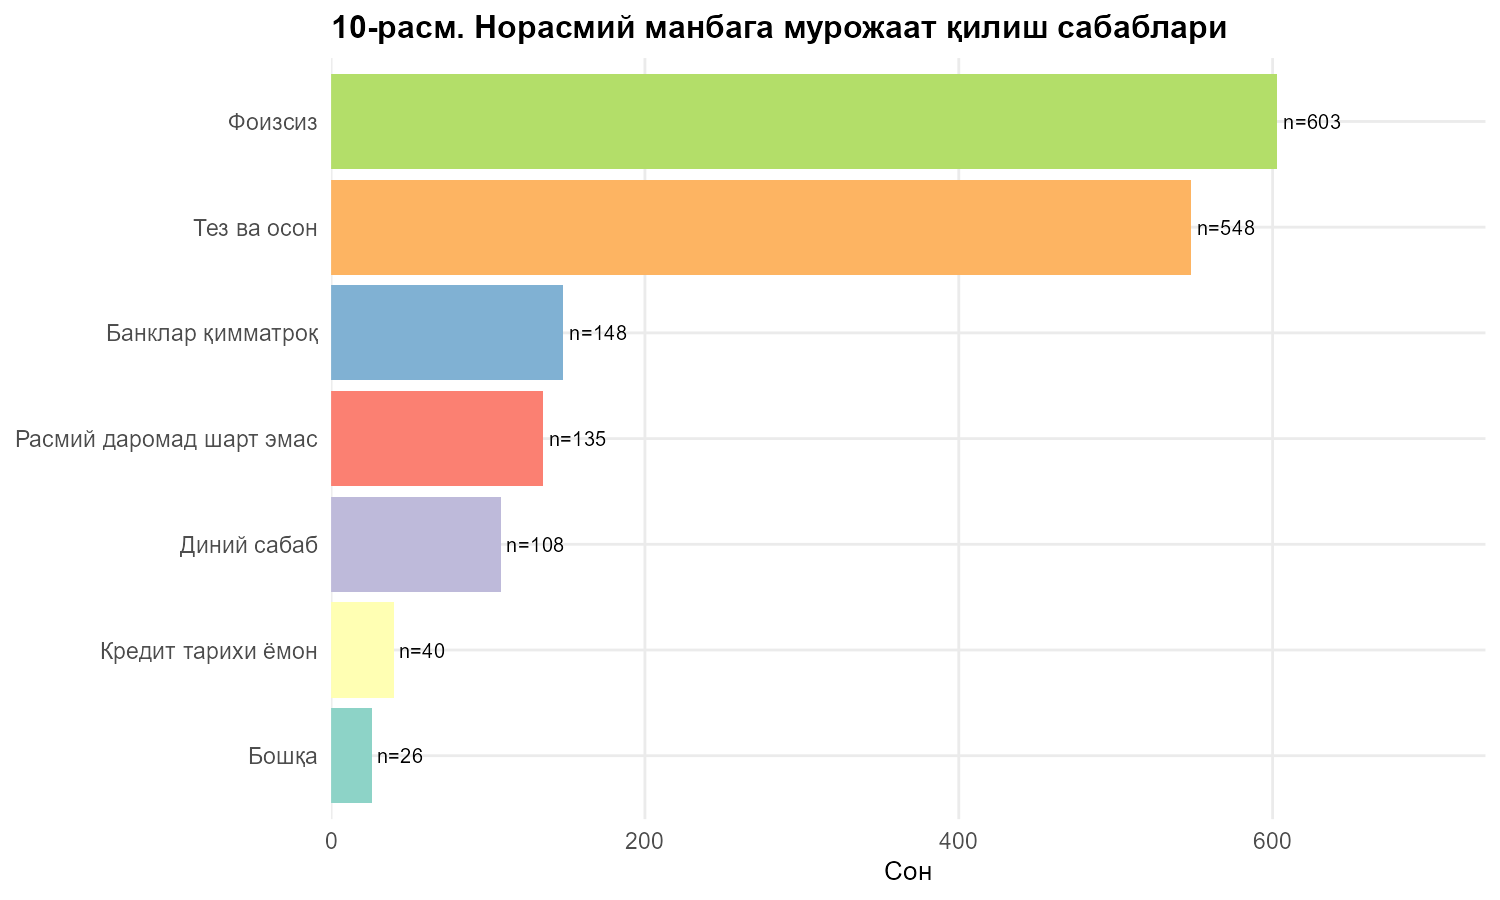 10-расм. Норасмий манбага мурожаат қилиш сабаблари
Фоизсиз
n=603
Тез ва осон
n=548
Банклар қимматроқ
n=148
Расмий даромад шарт эмас
n=135
Диний сабаб
n=108
Кредит тарихи ёмон
n=40
Бошқа
n=26
0 200 400 600
Сон